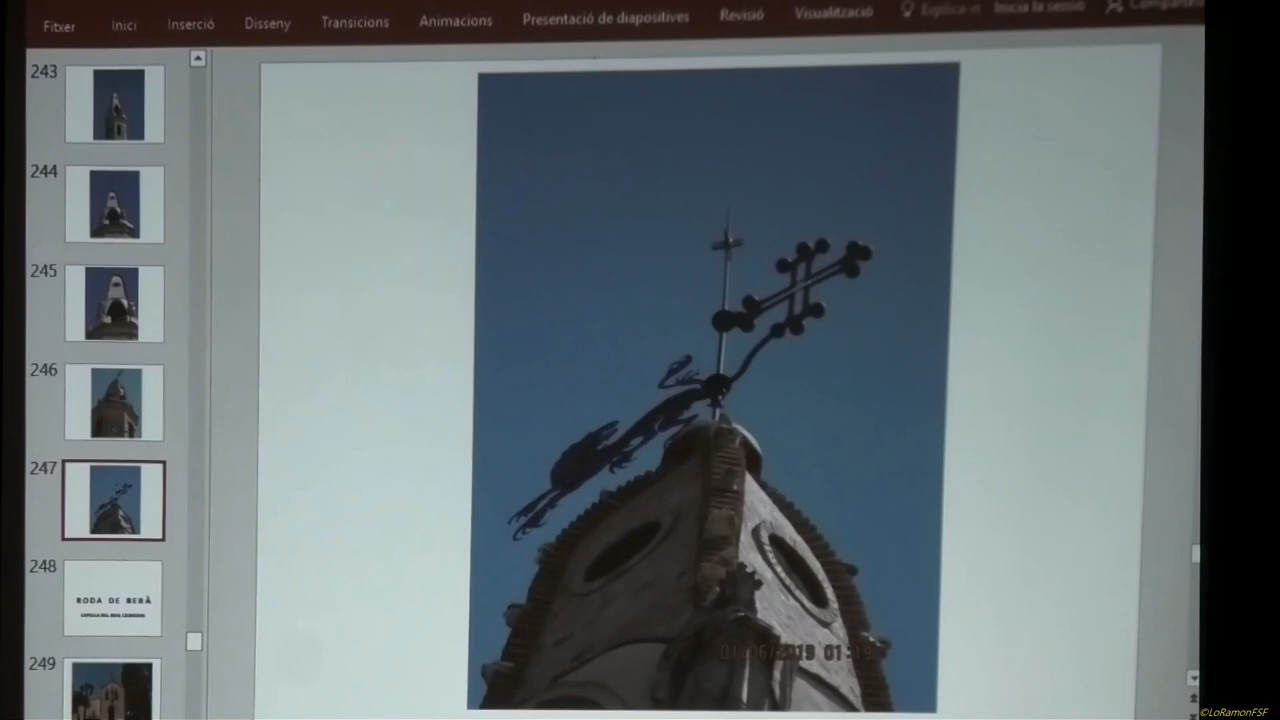 Fitxer Inici Inserció Disseny Transicions Animacions Presentació de diapositives Revisió Visualització Explica-m Inicia la sessió
243
244
245
246
247
248
RODA DE BERÀ
249
©LoRamonFSF